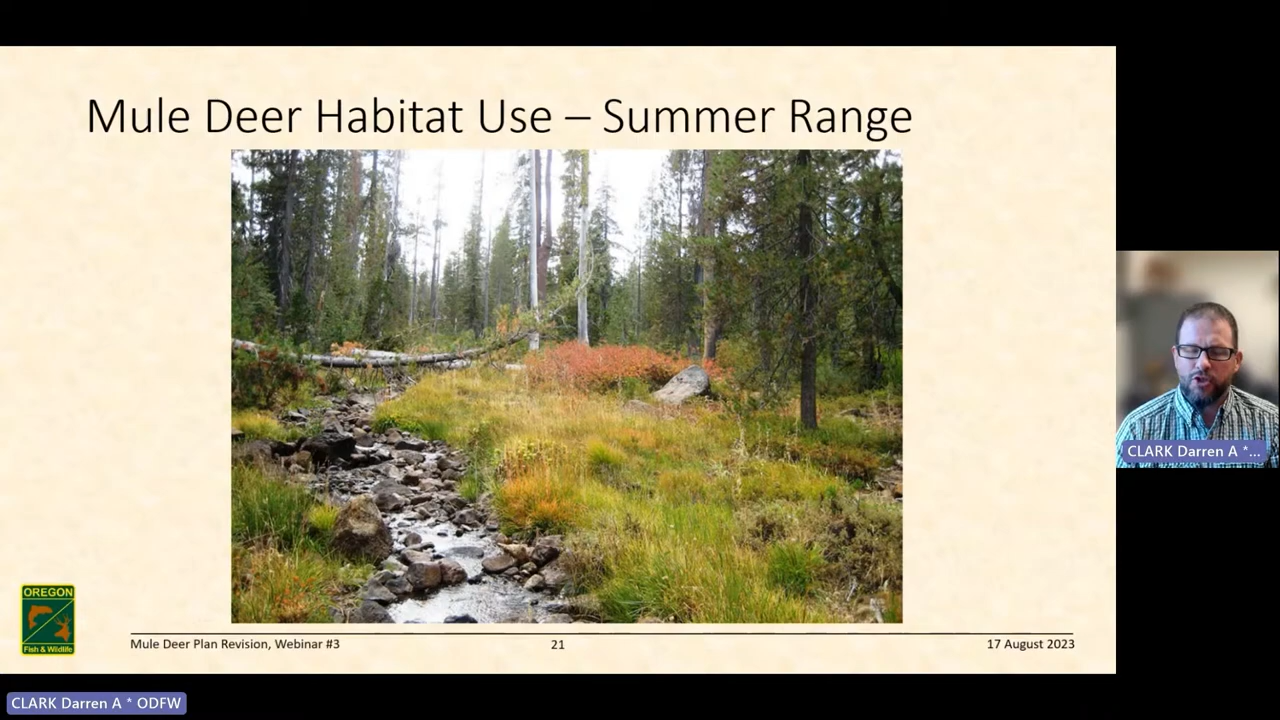 Mule Deer Habitat Use – Summer Range
OREGON
Fish & Wildlife
Mule Deer Plan Revision, Webinar #3
21
17 August 2023
CLARK Darren A *...
CLARK Darren A * ODFW